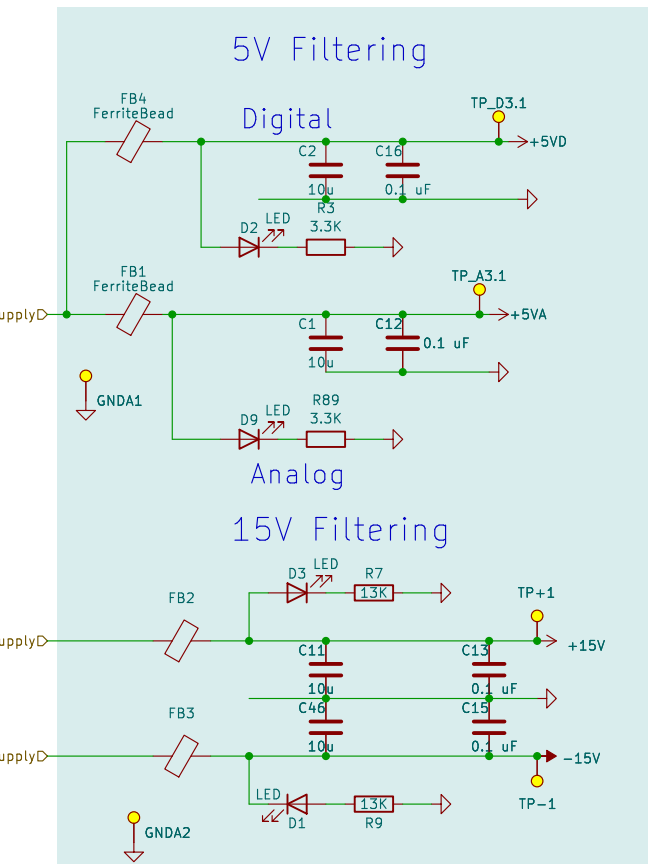 5V Filtering
FB4
FerriteBead
Digital
TP_D3.1
+5VD
C2
C16
10u
0.1 uF
D2
LED
R3
3.3K
FB1
FerriteBead
TP_A3.1
upply
+5VA
C1
C12
10u
0.1 uF
GNDA1
D9
LED
R89
3.3K
Analog
15V Filtering
D3
LED
R7
13K
FB2
TP+1
upply
+15V
C11
C13
10u
0.1 uF
C46
C15
10u
0.1 uF
FB3
upply
-15V
LED
D1
13K
R9
TP-1
GNDA2